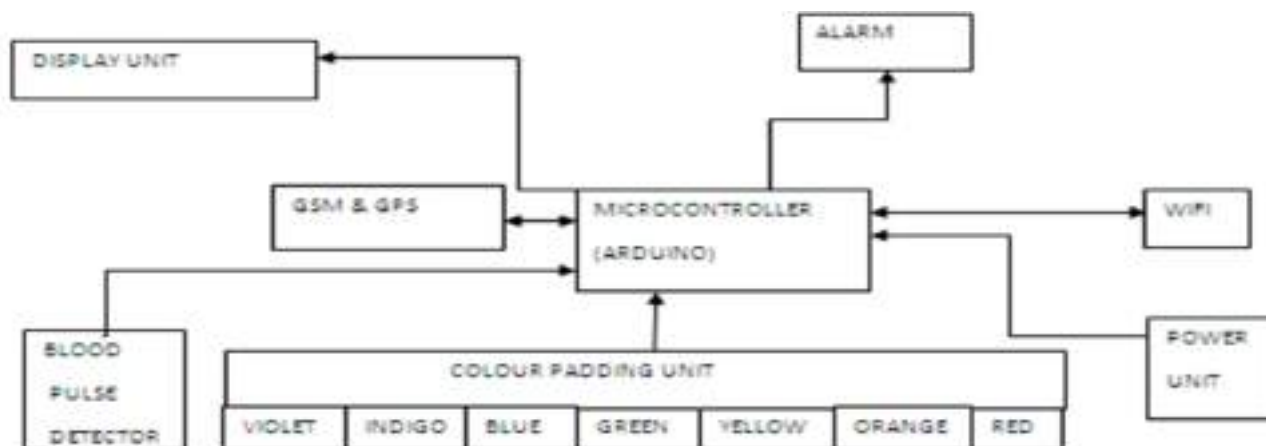 ALARM
DISPLAY UNIT
GSM & GPS
MICROCONTROLLER
(ARDUINO)
WIFI
BLOOD
PULSE
DETECTOR
COLOUR PADDING UNIT
VIOLET
INDIGO
BLUE
GREEN
YELLOW
ORANGE
RED
POWER
UNIT